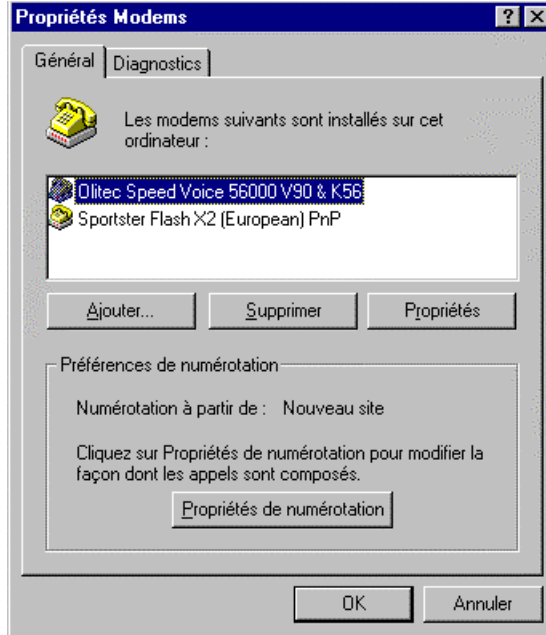 Propriétés Modems
Général
Diagnostics
Les modems suivants sont installés sur cet
ordinateur :
Olitec Speed Voice 56000 V90 & K56
Sportster Flash X2 (European) PnP
Ajouter...
Supprimer
Propriétés
Préférences de numérotation
Numérotation à partir de : Nouveau site
Cliquez sur Propriétés de numérotation pour modifier la
façon dont les appels sont composés.
Propriétés de numérotation
OK
Annuler